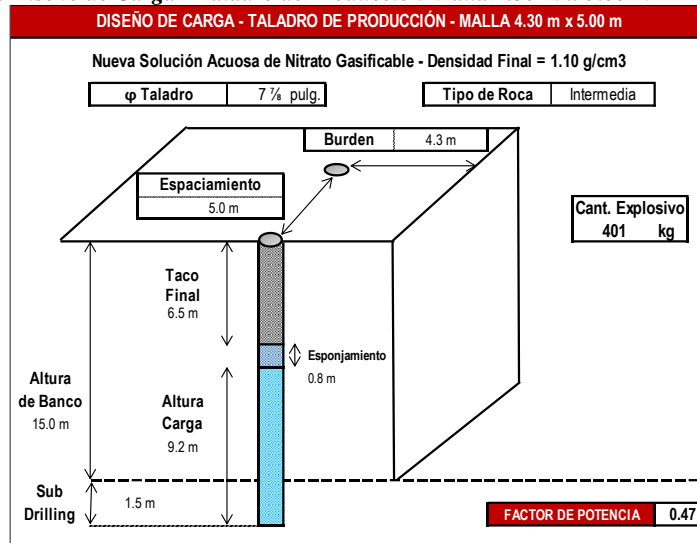 DISEÑO DE CARGA - TALADRO DE PRODUCCIÓN - MALLA 4.30 m x 5.00 m
Nueva Solución Acuosa de Nitrato Gasificable - Densidad Final = 1.10 g/cm3
φ Taladro 7 ⅞ pulg.
Tipo de Roca Intermedia
Burden 4.3 m
Espaciamiento
5.0 m
Cant. Explosivo
401 kg
Taco
Final
6.5 m
Esponjamiento
0.8 m
Altura
de Banco
15.0 m
Altura
Carga
9.2 m
Sub
Drilling
1.5 m
FACTOR DE POTENCIA 0.47